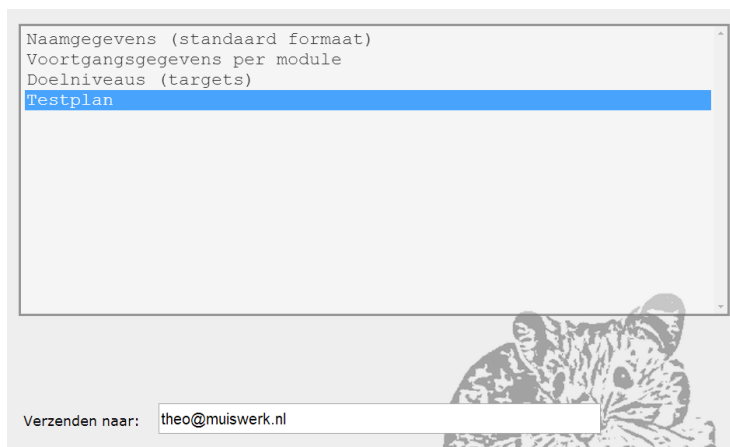 Naamgegevens (standaard formaat)
Voortgangsgegevens per module
Doelniveaus (targets)
Testplan
Verzenden naar: theo@muiswerk.nl